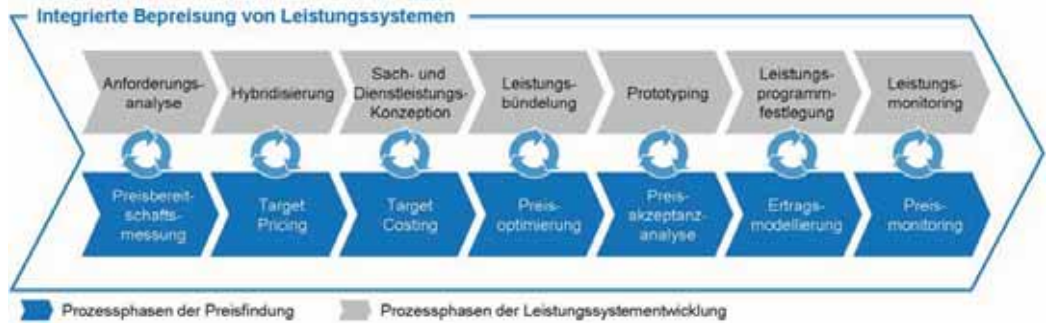 Integrierte Bepreisung von Leistungssystemen
Anforderungs-
analyse
Hybridisierung
Sach- und
Dienstleistungs-
Konzeption
Leistungs-
bündelung
Prototyping
Leistungs-
programm-
festlegung
Leistungs-
monitoring
Preisbereit-
schafts-
messung
Target
Pricing
Target
Costing
Preis-
optimierung
Preis-
akzeptanz-
analyse
Ertrags-
modellierung
Preis-
monitoring
Prozessphasen der Preisfindung
Prozessphasen der Leistungssystementwicklung